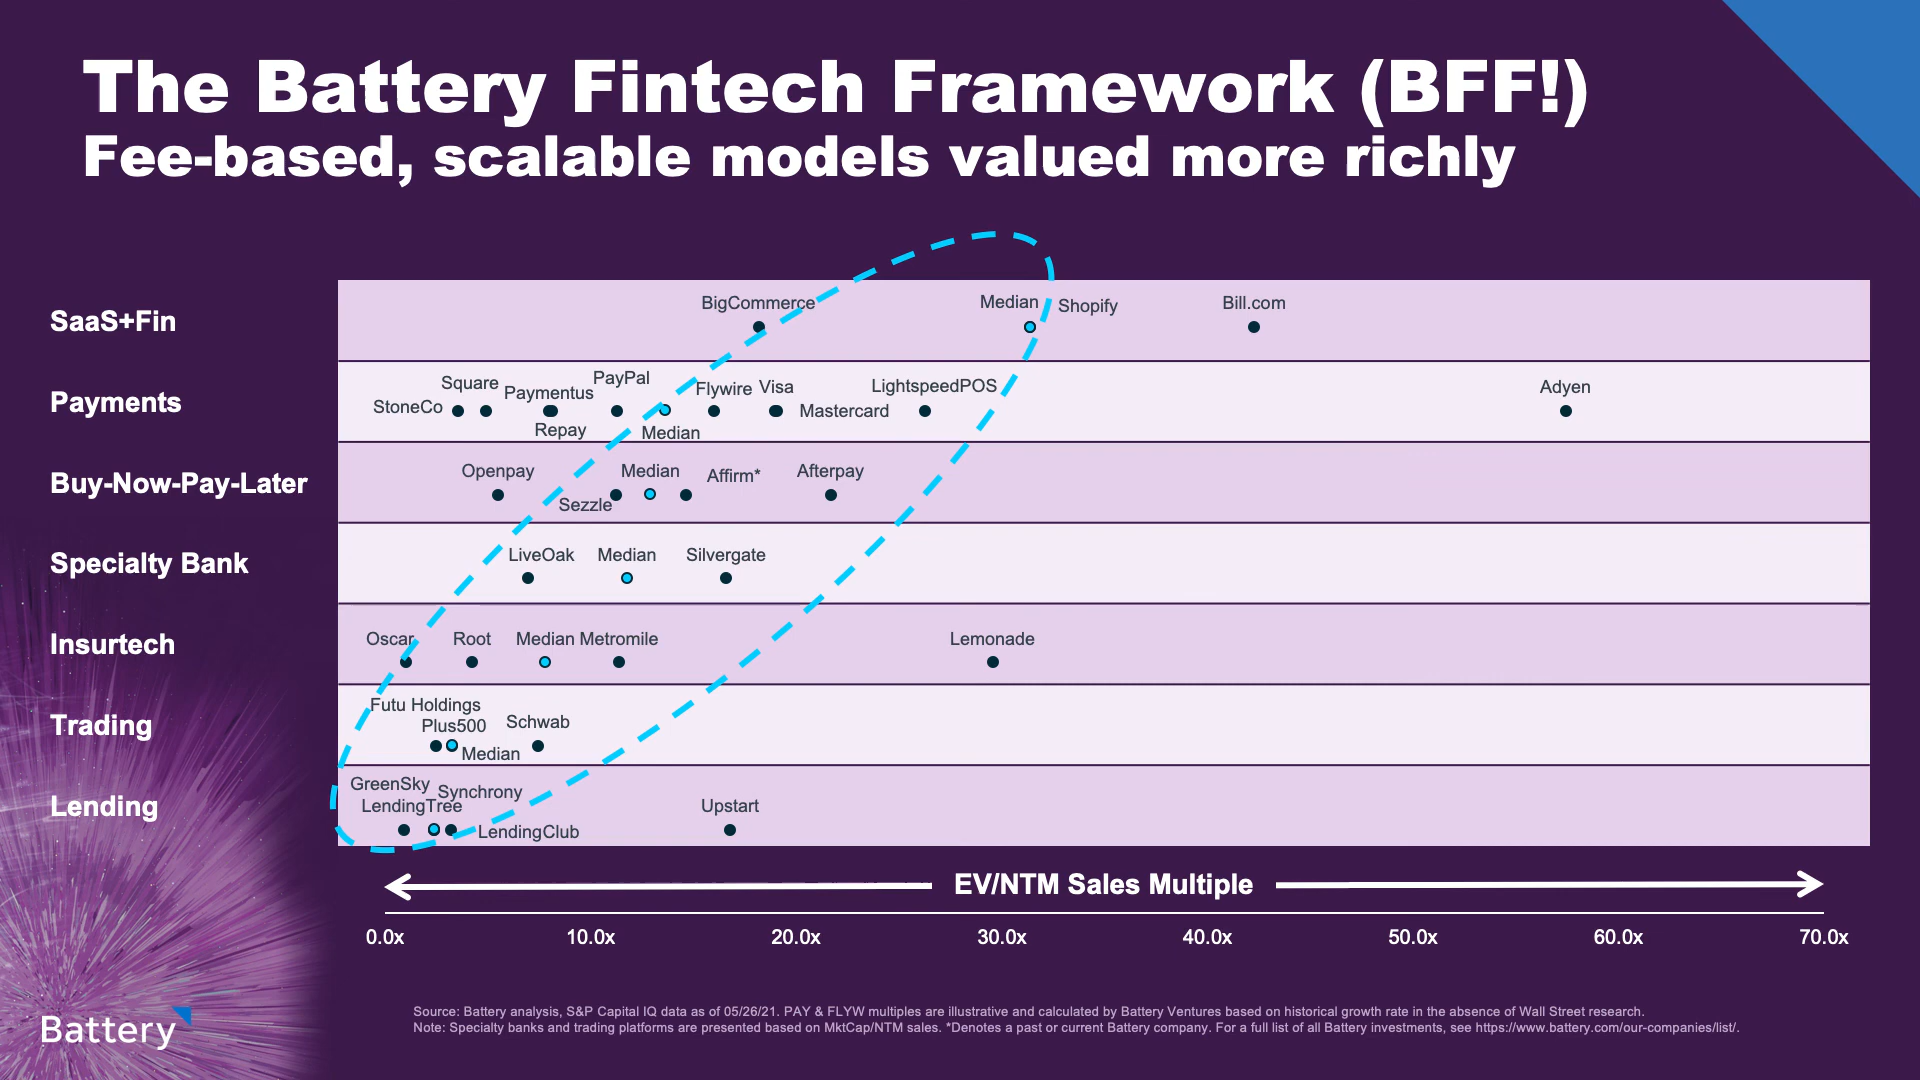 The Battery Fintech Framework (BFF!)
Fee-based, scalable models valued more richly
SaaS+Fin
BigCommerce
Median
Shopify
Bill.com
Payments
StoneCo
Square
Paymentus
PayPal
Repay
Median
Flywire
Visa
Mastercard
LightspeedPOS
Adyen
Buy-Now-Pay-Later
Openpay
Sezzle
Median
Affirm*
Afterpay
Specialty Bank
LiveOak
Median
Silvergate
Insurtech
Oscar
Root
Median
Metromile
Lemonade
Trading
Futu Holdings
Plus500
Median
Schwab
Lending
GreenSky
Synchrony
LendingTree
LendingClub
Upstart
EV/NTM Sales Multiple
0.0x 10.0x 20.0x 30.0x 40.0x 50.0x 60.0x 70.0x
Source: Battery analysis, S&P Capital IQ data as of 05/26/21. PAY & FLYW multiples are illustrative and calculated by Battery Ventures based on historical growth rate in the absence of Wall Street research.
Note: Specialty banks and trading platforms are presented based on MktCap/NTM sales. *Denotes a past or current Battery company. For a full list of all Battery investments, see https://www.battery.com/our-companies/list/.
Battery